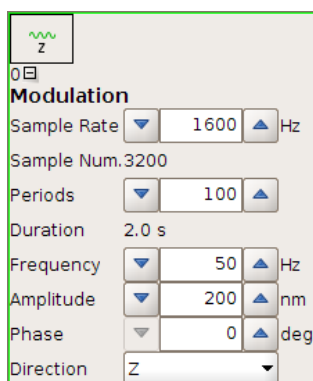 Z
0
Modulation
Sample Rate 1600 Hz
Sample Num. 3200
Periods 100
Duration 2.0 s
Frequency 50 Hz
Amplitude 200 nm
Phase 0 deg
Direction Z